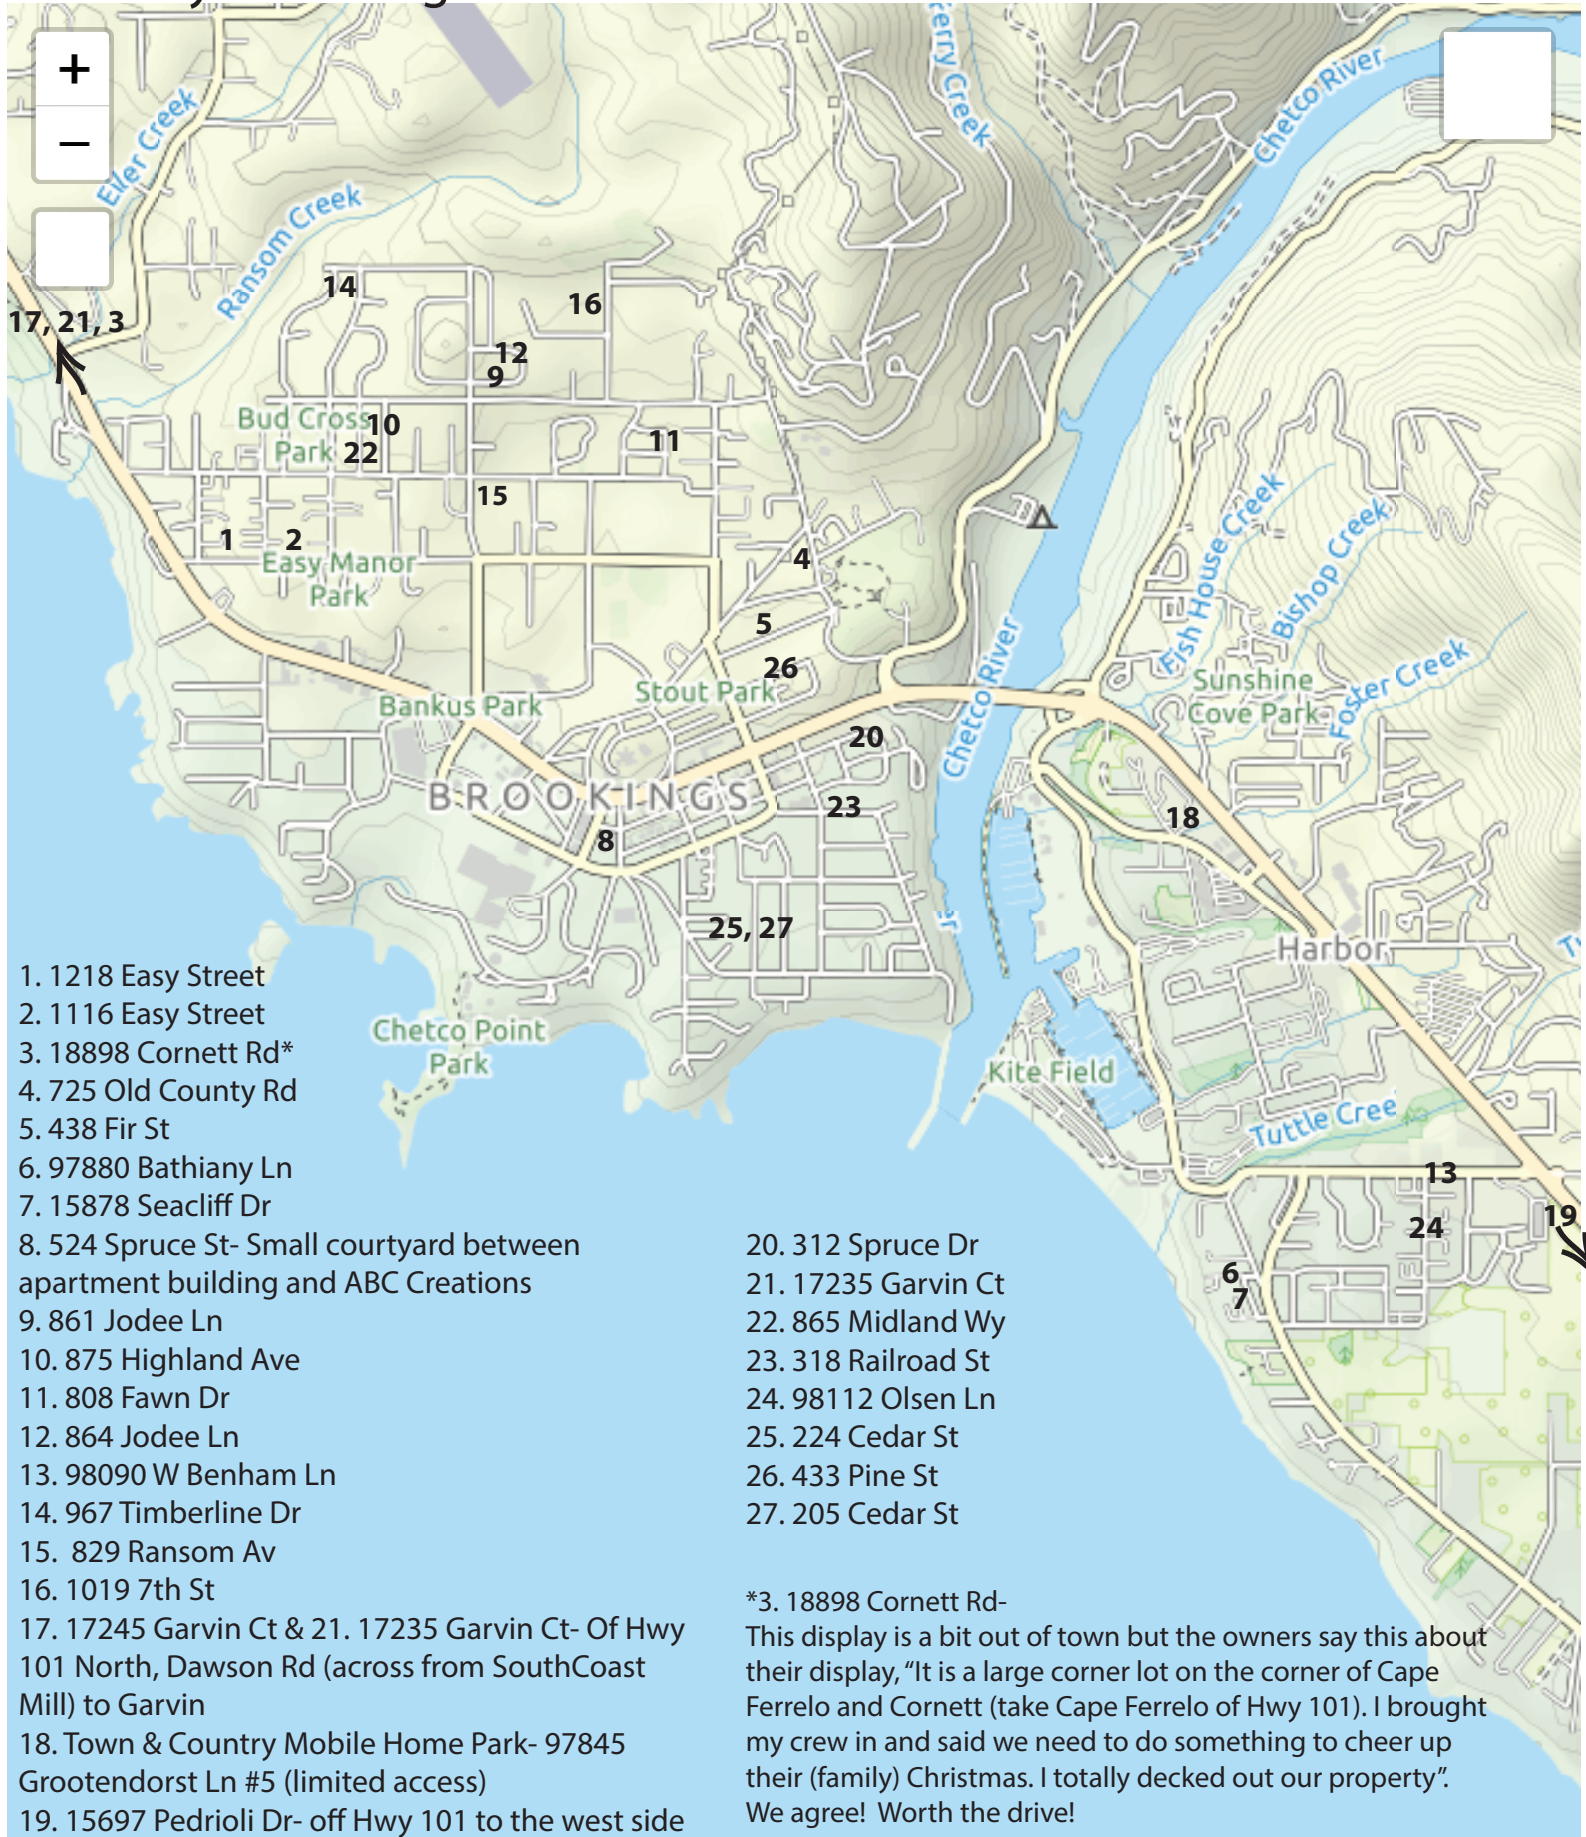 +
−
Eiler Creek
Ransom Creek
Ferry Creek
Chetco River
14
16
17, 21, 3
12
9
Bud Cross
Park
10
22
11
15
1
2
Easy Manor
Park
4
5
26
Stout Park
Bankus Park
BROOKINGS
20
23
8
25, 27
Chetco River
Fish House Creek
Bishop Creek
Foster Creek
Sunshine
Cove Park
18
Harbor
Chetco Point
Park
Kite Field
Tuttle Cree
13
24
19
6
7
1. 1218 Easy Street
2. 1116 Easy Street
3. 18898 Cornett Rd*
4. 725 Old County Rd
5. 438 Fir St
6. 97880 Bathiany Ln
7. 15878 Seacliff Dr
8. 524 Spruce St- Small courtyard between
apartment building and ABC Creations
9. 861 Jodee Ln
10. 875 Highland Ave
11. 808 Fawn Dr
12. 864 Jodee Ln
13. 98090 W Benham Ln
14. 967 Timberline Dr
15. 829 Ransom Av
16. 1019 7th St
17. 17245 Garvin Ct & 21. 17235 Garvin Ct- Of Hwy
101 North, Dawson Rd (across from SouthCoast
Mill) to Garvin
18. Town & Country Mobile Home Park- 97845
Grootendorst Ln #5 (limited access)
19. 15697 Pedrioli Dr- off Hwy 101 to the west side
20. 312 Spruce Dr
21. 17235 Garvin Ct
22. 865 Midland Wy
23. 318 Railroad St
24. 98112 Olsen Ln
25. 224 Cedar St
26. 433 Pine St
27. 205 Cedar St
*3. 18898 Cornett Rd-
This display is a bit out of town but the owners say this about
their display, “It is a large corner lot on the corner of Cape
Ferrelo and Cornett (take Cape Ferrelo of Hwy 101). I brought
my crew in and said we need to do something to cheer up
their (family) Christmas. I totally decked out our property”.
We agree! Worth the drive!